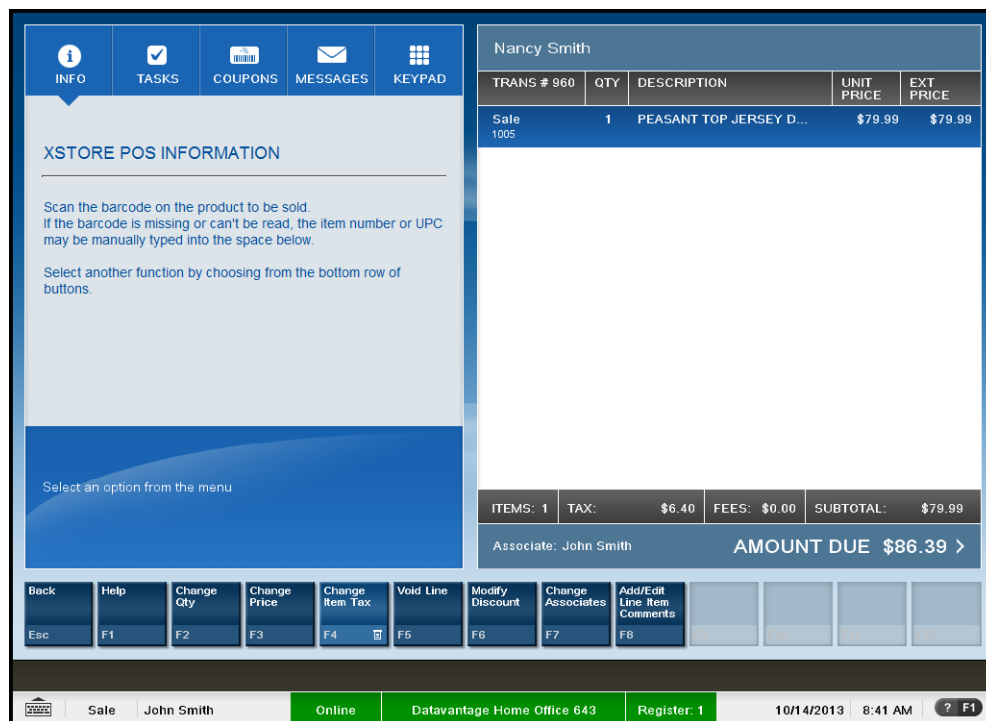 INFO
TASKS
COUPONS
MESSAGES
KEYPAD
XSTORE POS INFORMATION
Scan the barcode on the product to be sold.
If the barcode is missing or can't be read, the item number or UPC
may be manually typed into the space below.
Select another function by choosing from the bottom row of
buttons.
Select an option from the menu
Nancy Smith
TRANS # 960 QTY DESCRIPTION UNIT PRICE EXT PRICE
Sale 1 PEASANT TOP JERSEY D... $79.99 $79.99
1005
ITEMS: 1 TAX: $6.40 FEES: $0.00 SUBTOTAL: $79.99
Associate: John Smith AMOUNT DUE $86.39 >
Back Esc
Help F1
Change Qty F2
Change Price F3
Change Item Tax F4
Void Line F5
Modify Discount F6
Change Associates F7
Add/Edit Line Item Comments F8
Sale John Smith Online Datavantage Home Office 643 Register: 1 10/14/2013 8:41 AM ? F1